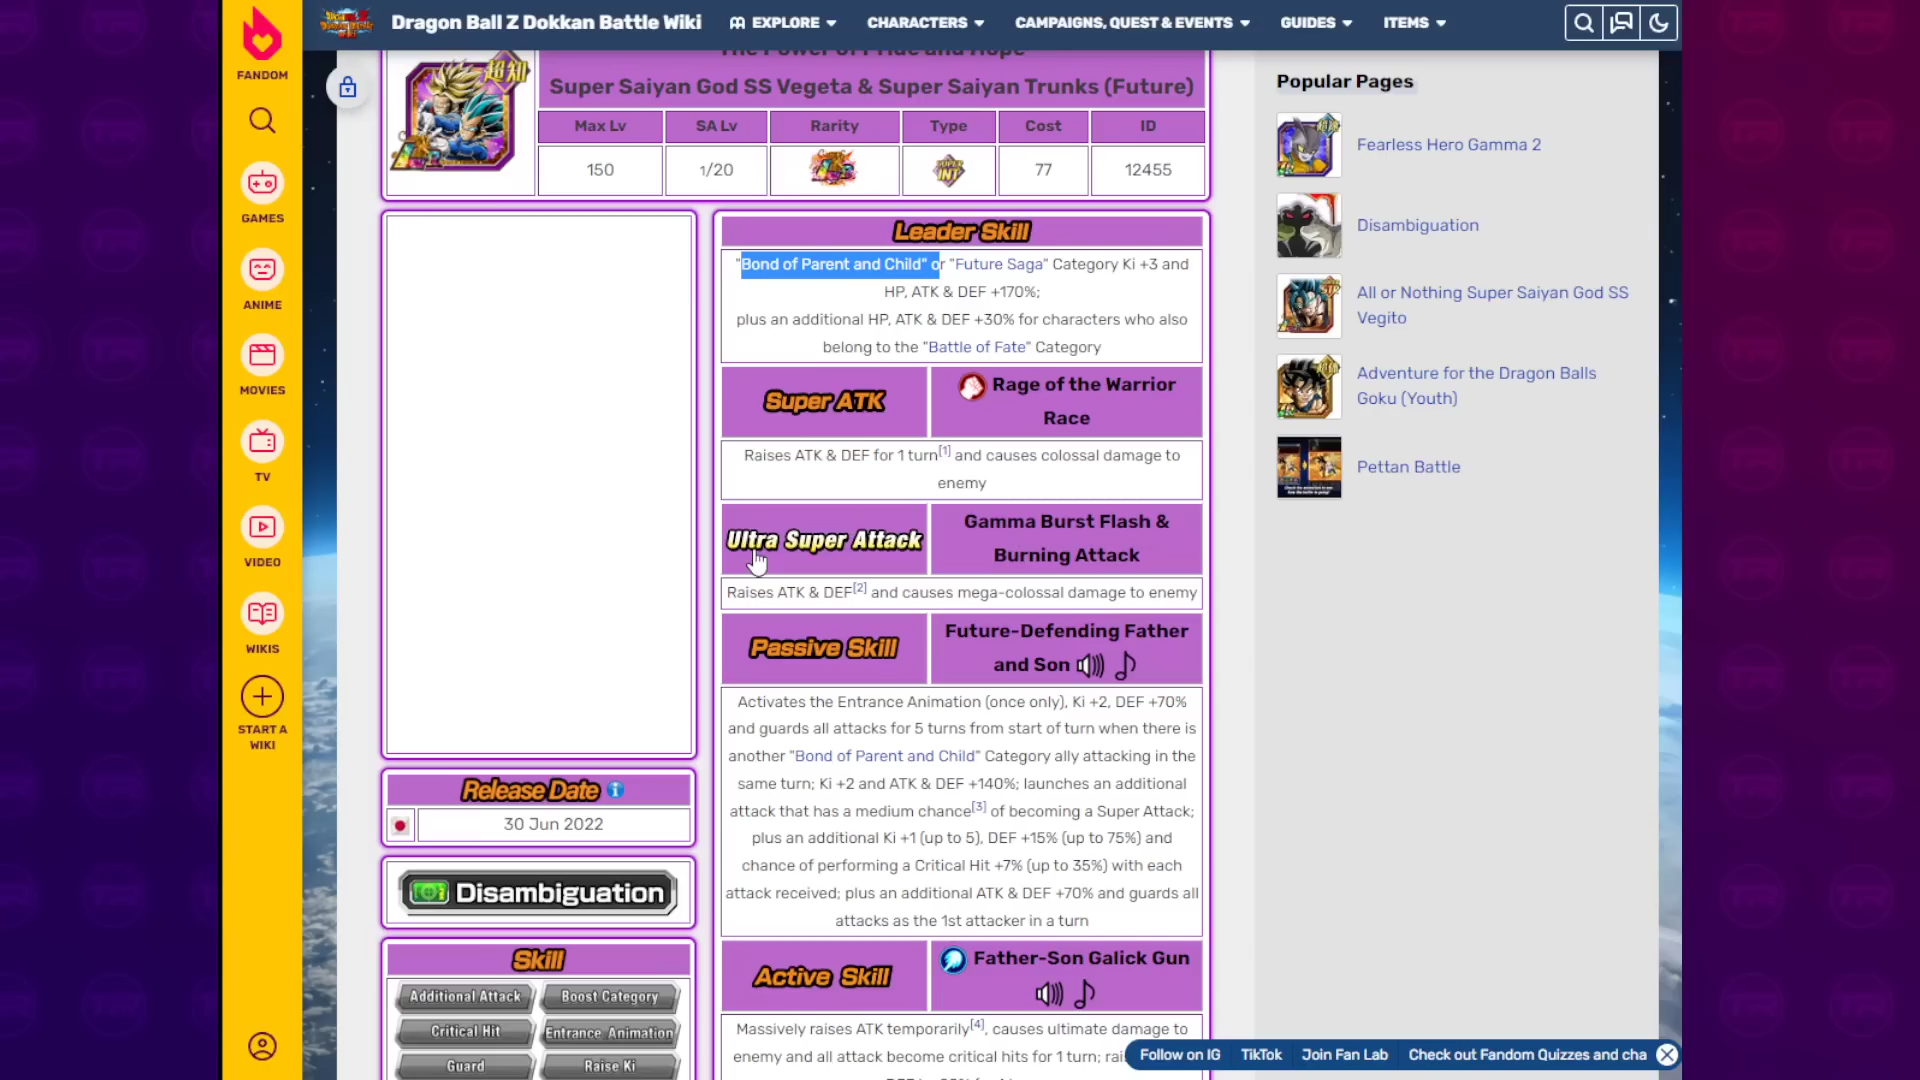 FANDOM
GAMES
ANIME
MOVIES
TV
VIDEO
WIKIS
START A
WIKI
Dragon Ball Z Dokkan Battle Wiki
EXPLORE
CHARACTERS
CAMPAIGNS, QUEST & EVENTS
GUIDES
ITEMS
The Power of Pride and Hope
Super Saiyan God SS Vegeta & Super Saiyan Trunks (Future)
Max Lv SA Lv Rarity Type Cost ID
150 1/20 SUPER INT 77 12455
Leader Skill
"Bond of Parent and Child" or "Future Saga" Category Ki +3 and
HP, ATK & DEF +170%;
plus an additional HP, ATK & DEF +30% for characters who also
belong to the "Battle of Fate" Category
Super ATK
Rage of the Warrior
Race
Raises ATK & DEF for 1 turn[1] and causes colossal damage to
enemy
Ultra Super Attack
Gamma Burst Flash &
Burning Attack
Raises ATK & DEF[2] and causes mega-colossal damage to enemy
Passive Skill
Future-Defending Father
and Son
Activates the Entrance Animation (once only), Ki +2, DEF +70%
and guards all attacks for 5 turns from start of turn when there is
another "Bond of Parent and Child" Category ally attacking in the
same turn; Ki +2 and ATK & DEF +140%; launches an additional
attack that has a medium chance[3] of becoming a Super Attack;
plus an additional Ki +1 (up to 5), DEF +15% (up to 75%) and
chance of performing a Critical Hit +7% (up to 35%) with each
attack received; plus an additional ATK & DEF +70% and guards all
attacks as the 1st attacker in a turn
Active Skill
Father-Son Galick Gun
Massively raises ATK temporarily[4], causes ultimate damage to
enemy and all attack become critical hits for 1 turn;
Release Date
30 Jun 2022
Disambiguation
Skill
Additional Attack Boost Category
Critical Hit Entrance Animation
Guard Raise Ki
Popular Pages
Fearless Hero Gamma 2
Disambiguation
All or Nothing Super Saiyan God SS
Vegito
Adventure for the Dragon Balls
Goku (Youth)
Pettan Battle
Follow on IG TikTok Join Fan Lab Check out Fandom Quizzes and cha